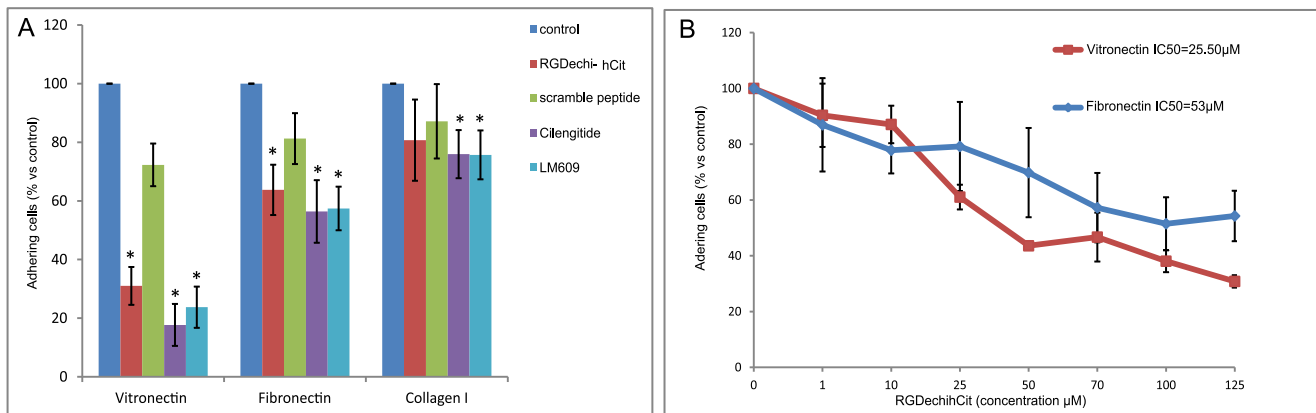 A
control
RGDechi- hCit
scramble peptide
Cilengitide
LM609
Adhering cells (% vs control)
120
100
80
60
40
20
0
* * *
* * *
* *
Vitronectin Fibronectin Collagen I
B
Vitronectin IC50=25.50µM
Fibronectin IC50=53µM
Adering cells (% vs control)
120
100
80
60
40
20
0
0 1 10 25 50 70 100 125
RGDechihCit (concentration µM)